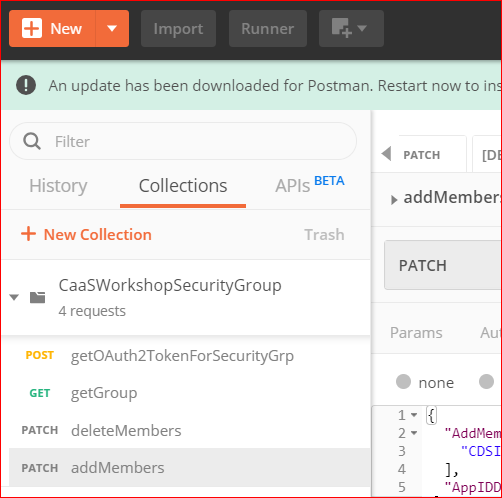 New
Import
Runner
An update has been downloaded for Postman. Restart now to ins
Filter
History
Collections
APIs BETA
New Collection
Trash
CaaSWorkshopSecurityGroup
4 requests
POST getOAuth2TokenForSecurityGrp
GET getGroup
PATCH deleteMembers
PATCH addMembers
PATCH
[DE
addMembers
PATCH
Params
Aut
none
1 {
2 "AddMem
3 "CDSI
4 ],
5 "AppIDD